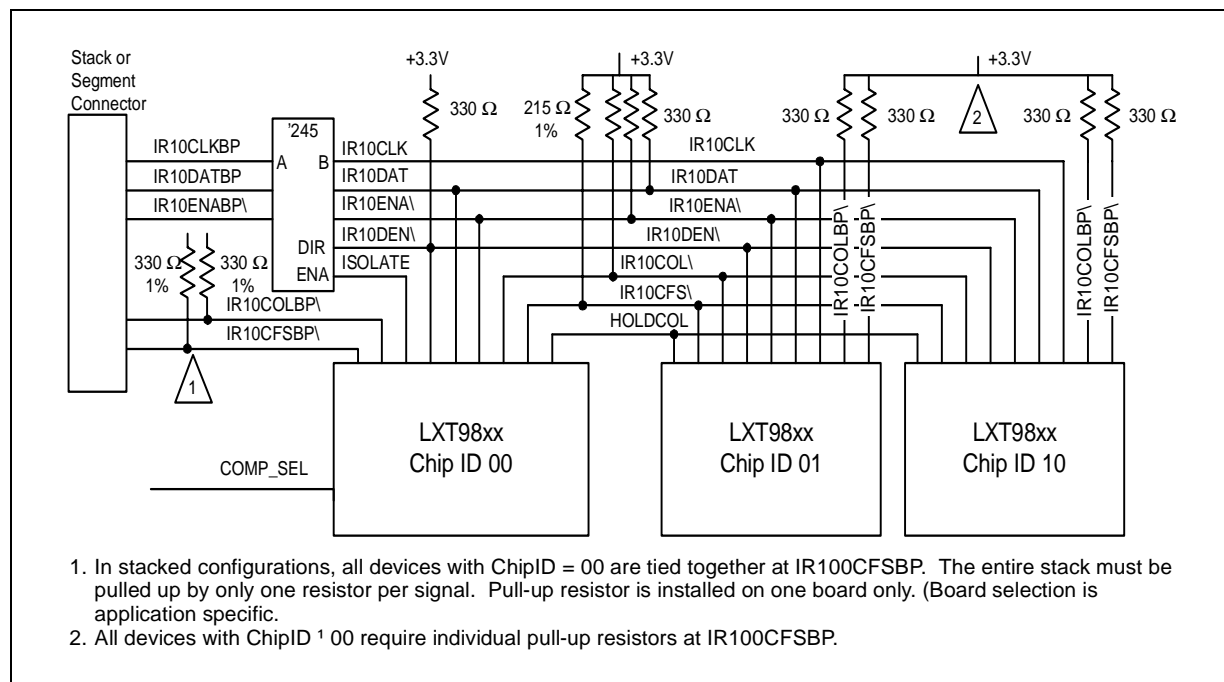 Stack or
Segment
Connector
+3.3V
+3.3V
+3.3V
330 Ω
215 Ω
1%
330 Ω
330 Ω
330 Ω
2
330 Ω
330 Ω
'245
A
B
DIR
ENA
IR10CLKBP
IR10DATBP
IR10ENABP\
IR10CLK
IR10DAT
IR10ENA\
IR10DEN\
ISOLATE
IR10CLK
IR10DAT
IR10ENA\
IR10DEN\
IR10COL\
IR10CFS\
HOLDCOL
IR10COLBP\
IR10CFSBP\
IR10COLBP\
IR10CFSBP\
330 Ω
1%
330 Ω
1%
IR10COLBP\
IR10CFSBP\
1
COMP_SEL
LXT98xx
Chip ID 00
LXT98xx
Chip ID 01
LXT98xx
Chip ID 10
1. In stacked configurations, all devices with ChipID = 00 are tied together at IR100CFSBP. The entire stack must be
pulled up by only one resistor per signal. Pull-up resistor is installed on one board only. (Board selection is
application specific.
2. All devices with ChipID ¹ 00 require individual pull-up resistors at IR100CFSBP.